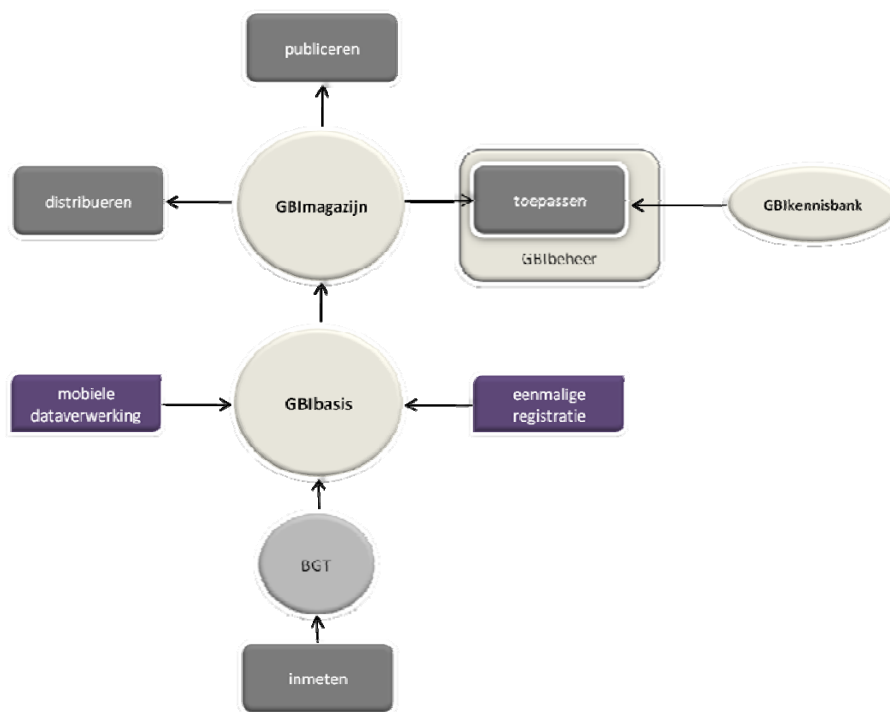 publiceren
distribueren
GBImagazijn
toepassen
GBIkennisbank
GBIbeheer
mobiele
dataverwerking
GBIbasis
eenmalige
registratie
BGT
inmeten